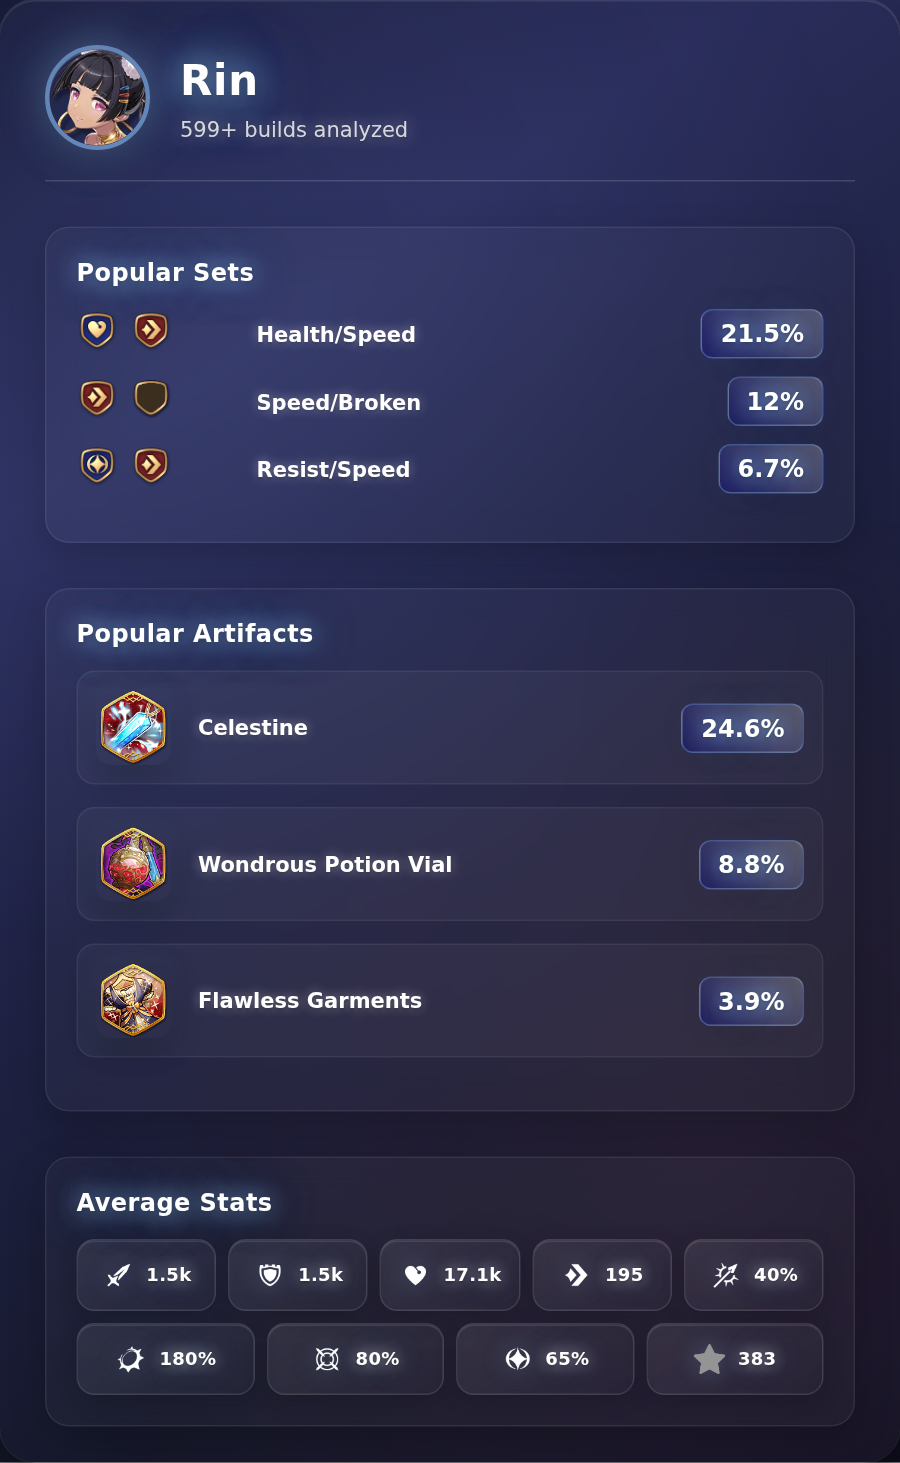 Rin
599+ builds analyzed
Popular Sets
Health/Speed 21.5%
Speed/Broken 12%
Resist/Speed 6.7%
Popular Artifacts
Celestine 24.6%
Wondrous Potion Vial 8.8%
Flawless Garments 3.9%
Average Stats
1.5k 1.5k 17.1k 195 40%
180% 80% 65% 383